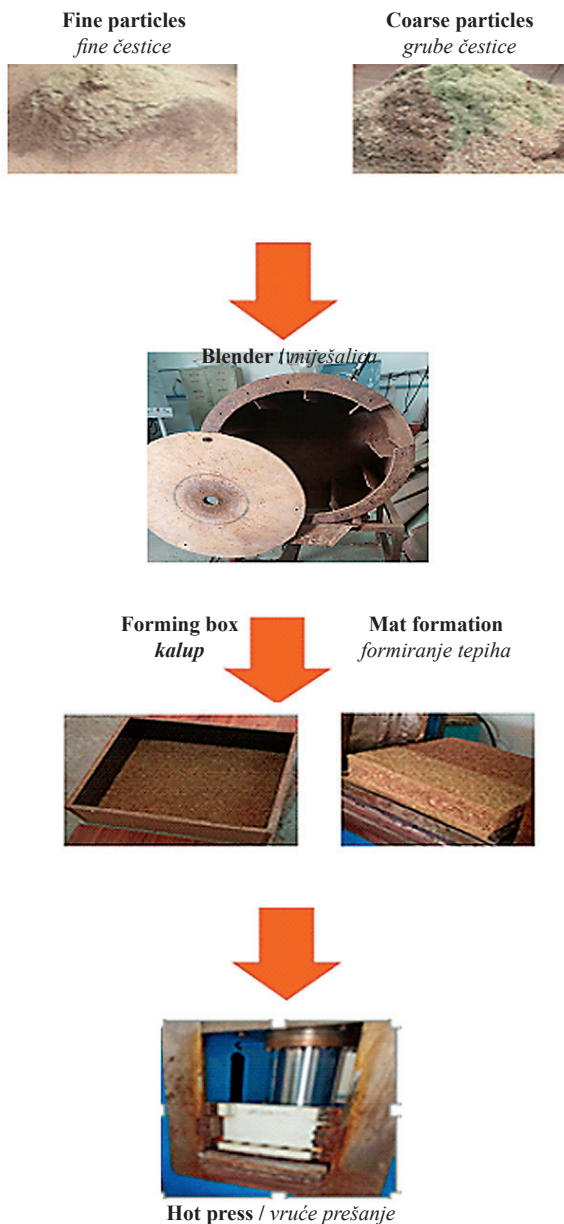 Fine particles
fine čestice
Coarse particles
grube čestice
Blender / miješalica
Forming box
kalup
Mat formation
formiranje tepiha
Hot press / vruće prešanje